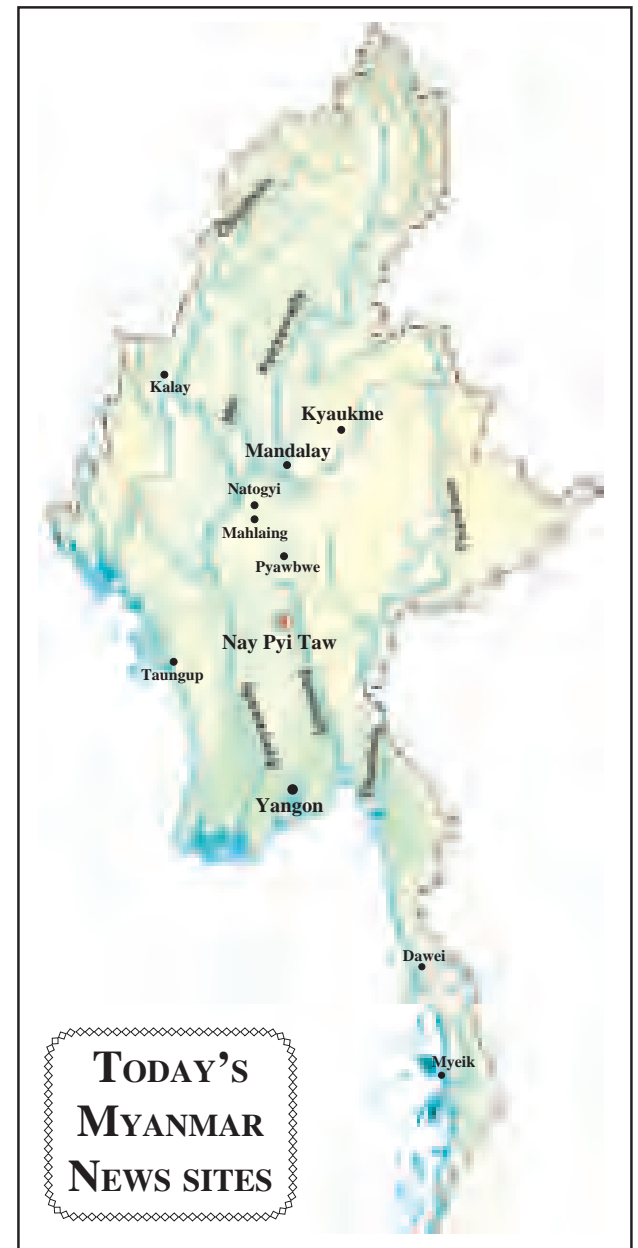 Kalay
Kyaukme
Mandalay
Natogyi
Mahlaing
Pyawbwe
Nay Pyi Taw
Taungup
Yangon
Dawei
Myeik
TODAY'S
MYANMAR
NEWS SITES